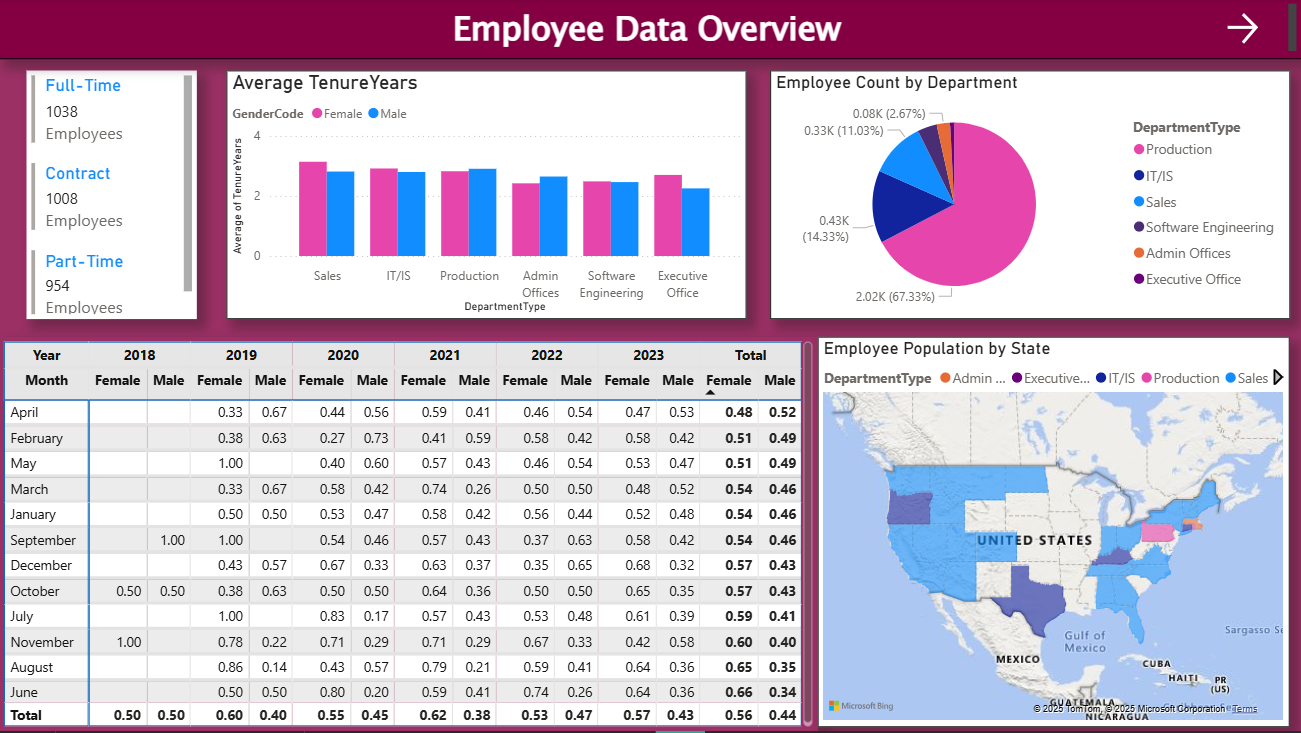 Employee Data Overview
Full-Time
1038
Employees
Contract
1008
Employees
Part-Time
954
Employees
Average TenureYears
GenderCode Female Male
Average of TenureYears
4
2
0
Sales IT/IS Production Admin Offices Software Engineering Executive Office
DepartmentType
Employee Count by Department
0.08K (2.67%)
0.33K (11.03%)
0.43K
(14.33%)
2.02K (67.33%)
DepartmentType
Production
IT/IS
Sales
Software Engineering
Admin Offices
Executive Office
Year 2018 2019 2020 2021 2022 2023 Total
Month Female Male Female Male Female Male Female Male Female Male Female Male Female Male
April 0.33 0.67 0.44 0.56 0.59 0.41 0.46 0.54 0.47 0.53 0.48 0.52
February 0.38 0.63 0.27 0.73 0.41 0.59 0.58 0.42 0.58 0.42 0.51 0.49
May 1.00 0.40 0.60 0.57 0.43 0.46 0.54 0.53 0.47 0.51 0.49
March 0.33 0.67 0.58 0.42 0.74 0.26 0.50 0.50 0.48 0.52 0.54 0.46
January 0.50 0.50 0.53 0.47 0.58 0.42 0.56 0.44 0.52 0.48 0.54 0.46
September 1.00 1.00 0.54 0.46 0.57 0.43 0.37 0.63 0.58 0.42 0.54 0.46
December 0.43 0.57 0.67 0.33 0.63 0.37 0.35 0.65 0.68 0.32 0.57 0.43
October 0.50 0.50 0.38 0.63 0.50 0.50 0.64 0.36 0.50 0.50 0.65 0.35 0.57 0.43
July 1.00 0.83 0.17 0.57 0.43 0.53 0.48 0.61 0.39 0.59 0.41
November 1.00 0.78 0.22 0.71 0.29 0.71 0.29 0.67 0.33 0.42 0.58 0.60 0.40
August 0.86 0.14 0.43 0.57 0.79 0.21 0.59 0.41 0.64 0.36 0.65 0.35
June 0.50 0.50 0.80 0.20 0.59 0.41 0.74 0.26 0.64 0.36 0.66 0.34
Total 0.50 0.50 0.60 0.40 0.55 0.45 0.62 0.38 0.53 0.47 0.57 0.43 0.56 0.44
Employee Population by State
DepartmentType Admin ... Executive... IT/IS Production Sales
UNITED STATES
Gulf of
Mexico
Sargasso Se
MEXICO
CUBA
HAITI
PR
(US)
GUATEMALA
NICARAGUA
Microsoft Bing
© 2025 TomTom, © 2025 Microsoft Corporation Terms